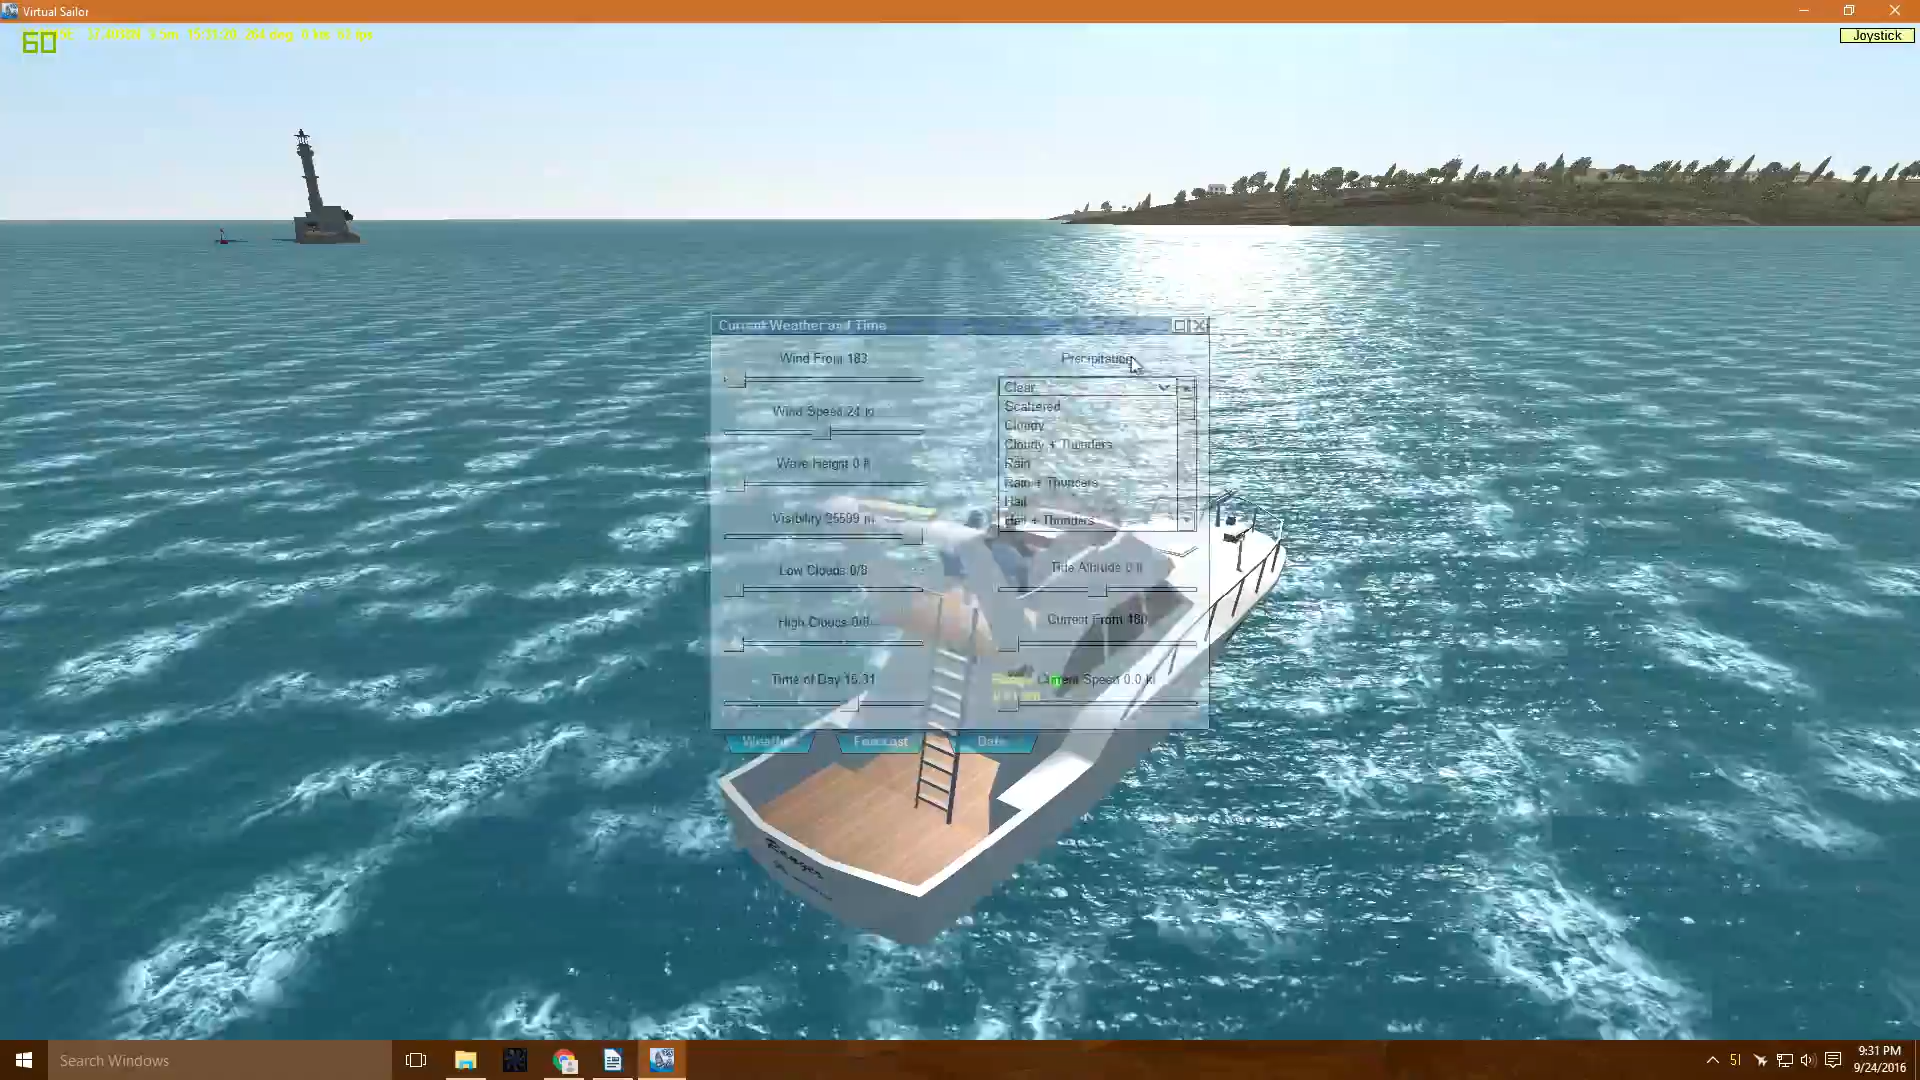 Virtual Sailor
60
Joystick
Current Weather and Time
Wind From 183
Precipitation
Clear
Wind Speed 24
Scattered
Cloudy
Cloudy + Thunders
Wave Height 0 ft
Rain
Rain + Thunders
Hail
Visibility 25599 m
Hail + Thunders
Low Clouds 0/8
Tide Altitude 0 ft
High Clouds 0/8
Current From 180
Time of Day 15.31
Current Speed 0.0 kt
Weather
Forecast
Date
Ranger
Search Windows
51
9:31 PM
9/24/2016